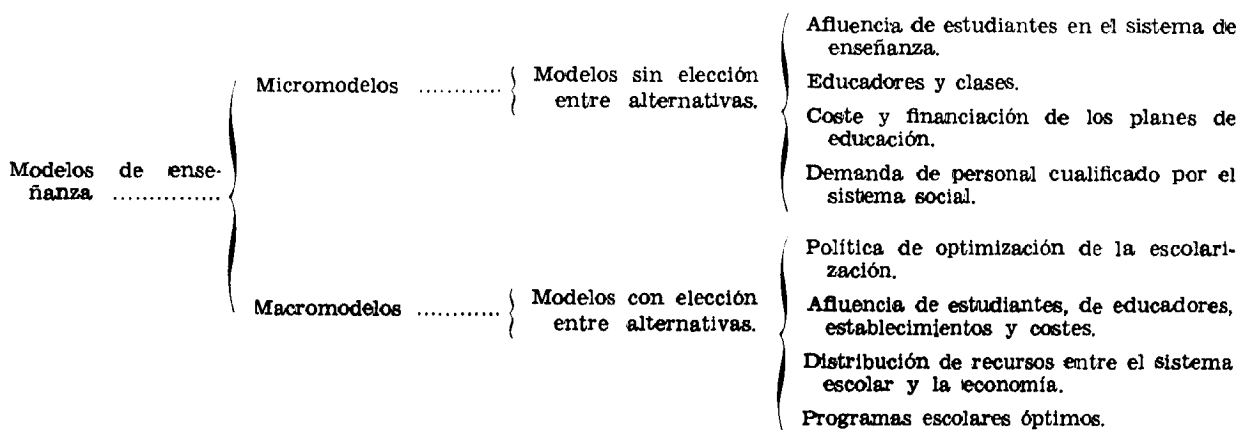 Modelos de ense-
ñanza ...............
Micromodelos ............
Modelos sin elección
entre alternativas.
Afluencia de estudiantes en el sistema de
enseñanza.
Educadores y clases.
Coste y financiación de los planes de
educación.
Demanda de personal cualificado por el
sistema social.
Macromodelos ............
Modelos con elección
entre alternativas.
Política de optimización de la escolari-
zación.
Afluencia de estudiantes, de educadores,
establecimientos y costes.
Distribución de recursos entre el sistema
escolar y la economía.
Programas escolares óptimos.